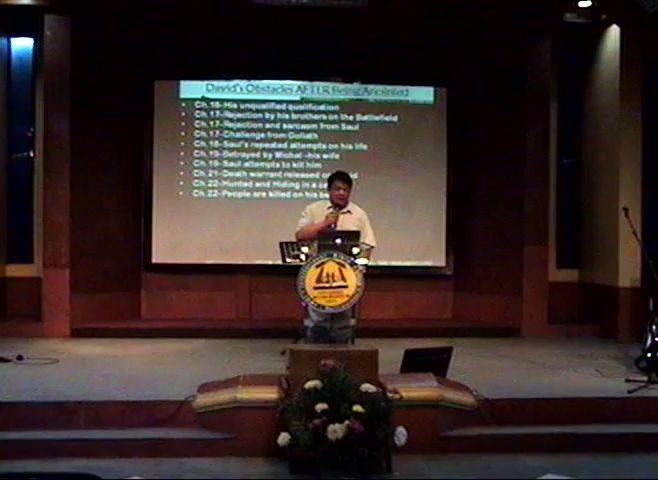 David's Obstacles AFTER Being Anointed
• Ch.16-His unqualified qualification
• Ch.17-Rejection by his brothers on the Battlefield
• Ch.17-Rejection and sarcasm from Saul
• Ch.17-Challenge from Goliath
• Ch.18-Saul's repeated attempts on his life
• Ch.19-Betrayed by Michal -his wife
• Ch.19-Saul attempts to kill him
• Ch.21-Death warrant released on
• Ch.22-Hunted and Hiding in a
• Ch.22-People are killed on his